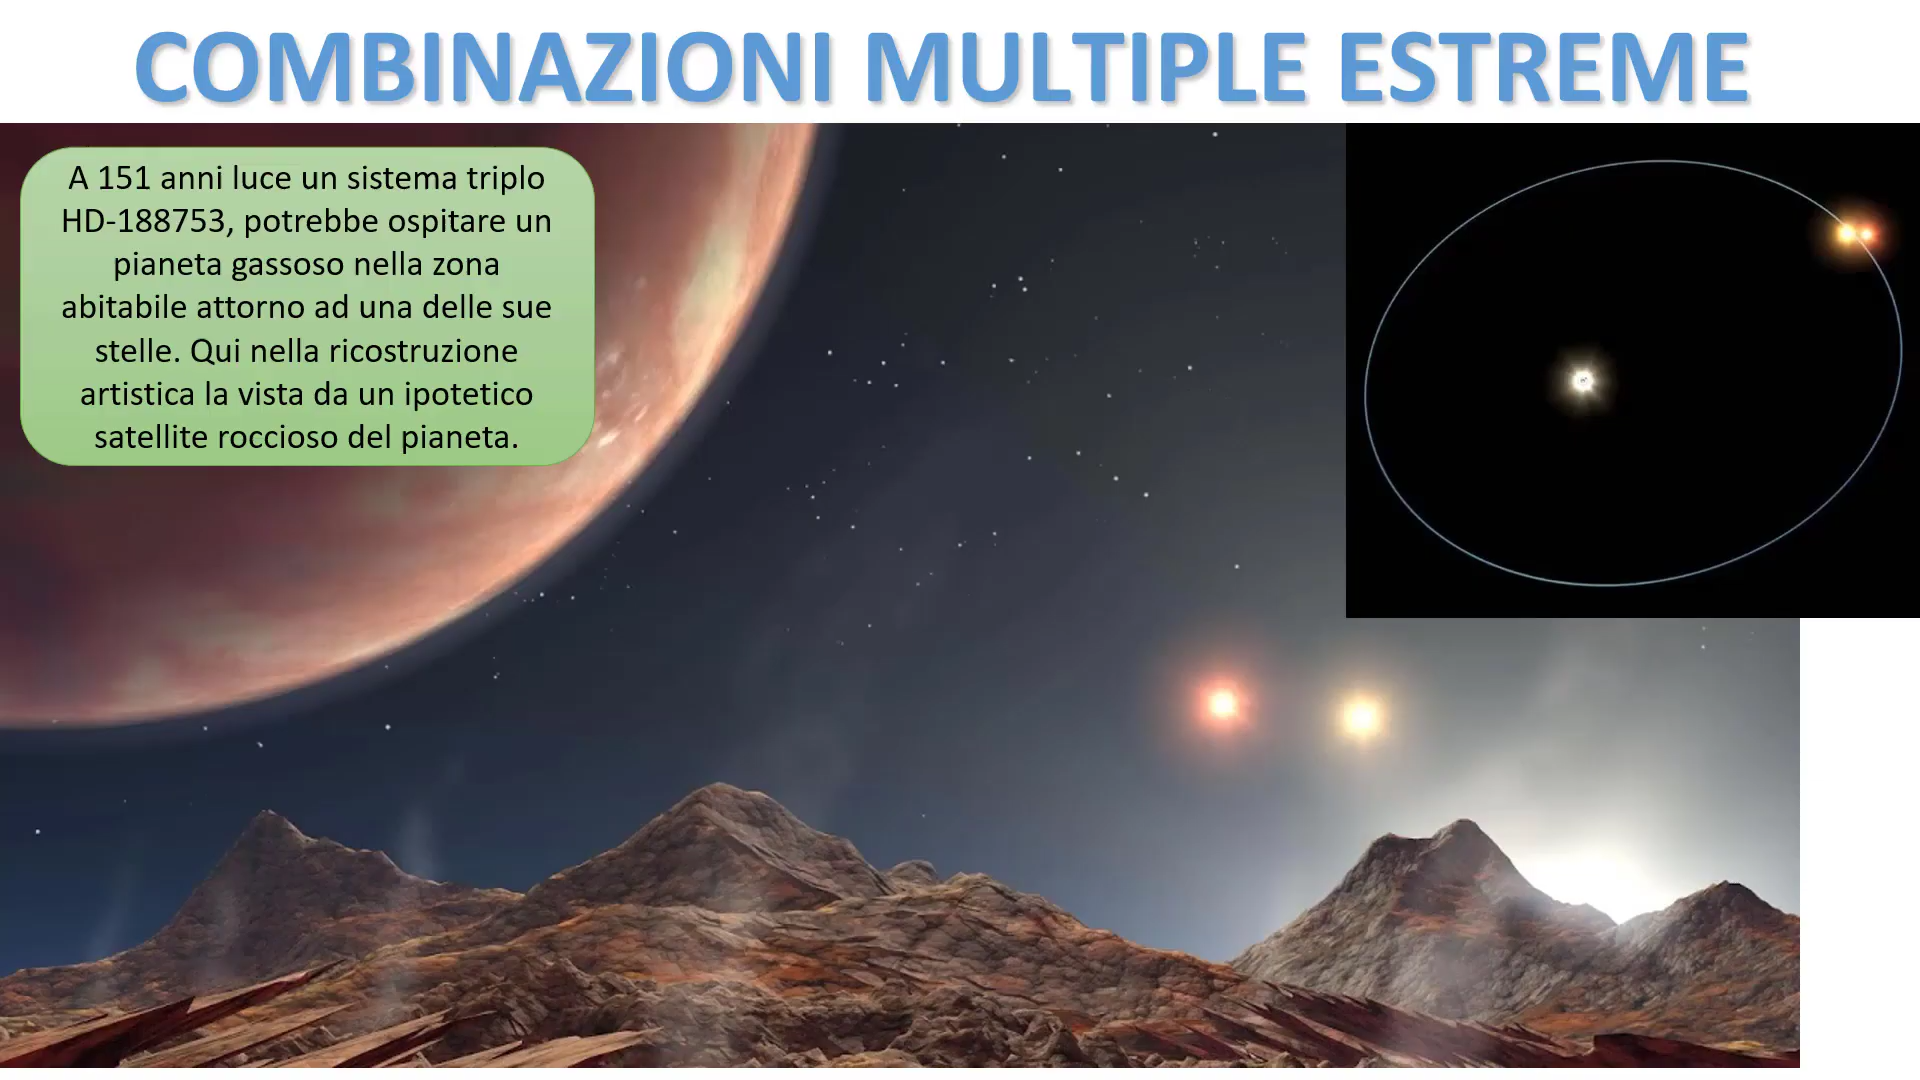 COMBINAZIONI MULTIPLE ESTREME
A 151 anni luce un sistema triplo
HD-188753, potrebbe ospitare un
pianeta gassoso nella zona
abitabile attorno ad una delle sue
stelle. Qui nella ricostruzione
artistica la vista da un ipotetico
satellite roccioso del pianeta.